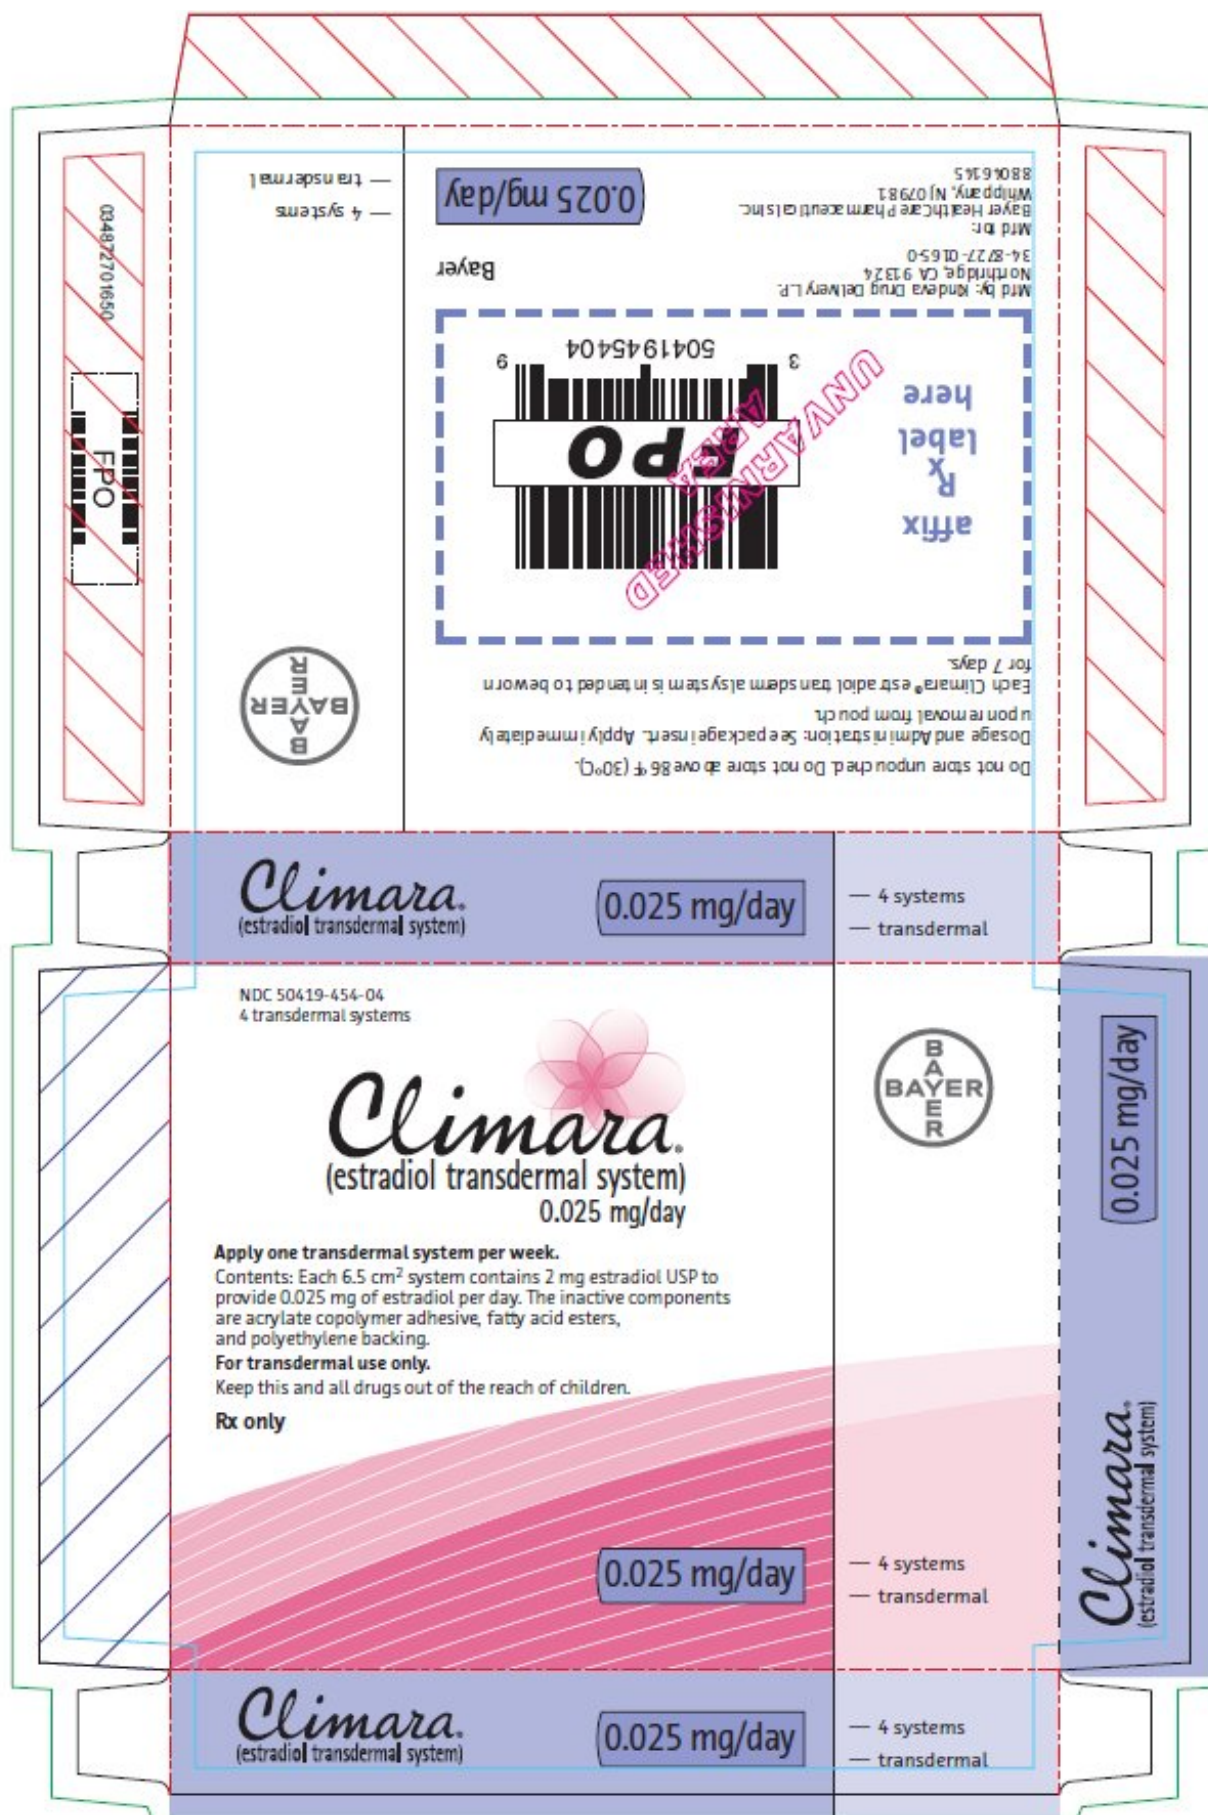 — 4 systems
— transdermal
0.025 mg/day
Mfd by: Kindeva Drug Delivery L.P.
Northridge, CA 91324
34-8727-0165-0
Mfd for:
Bayer HealthCare Pharmaceuticals Inc.
Whippany, NJ 07981
88046145
Bayer
affix
Rx
label
here
3 5041945404 9
FPO
UNVARNISHED
AREA
Do not store unpouched. Do not store above 86 °F (30°C).
Dosage and Administration: See package insert. Apply immediately
upon removal from pouch.
Each Climara® estradiol transdermal system is intended to be worn
for 7 days.
BAYER
BAYER
034872701650
FPO
Climara®
(estradiol transdermal system)
0.025 mg/day
— 4 systems
— transdermal
NDC 50419-454-04
4 transdermal systems
Climara®
(estradiol transdermal system)
0.025 mg/day
Apply one transdermal system per week.
Contents: Each 6.5 cm² system contains 2 mg estradiol USP to
provide 0.025 mg of estradiol per day. The inactive components
are acrylate copolymer adhesive, fatty acid esters,
and polyethylene backing.
For transdermal use only.
Keep this and all drugs out of the reach of children.
Rx only
0.025 mg/day
BAYER
BAYER
— 4 systems
— transdermal
0.025 mg/day
Climara®
(estradiol transdermal system)
Climara®
(estradiol transdermal system)
0.025 mg/day
— 4 systems
— transdermal